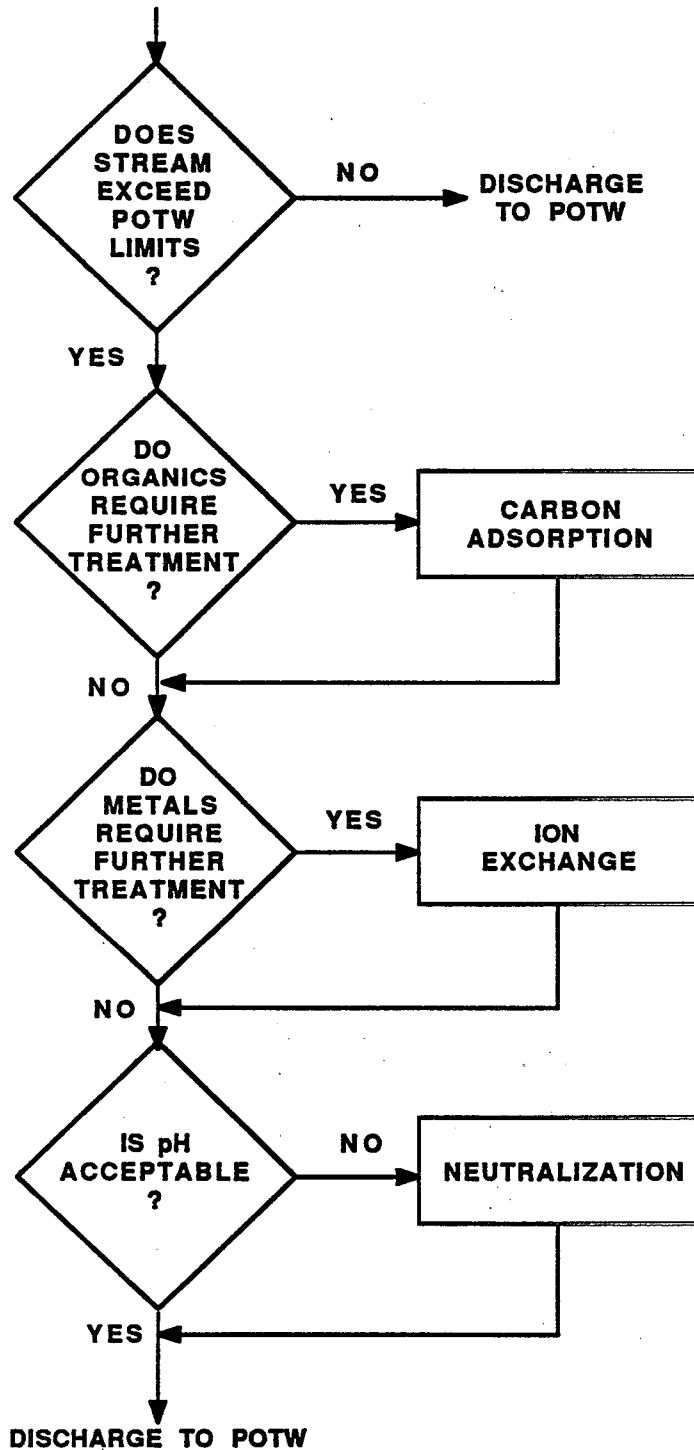 DOES
STREAM
EXCEED
POTW
LIMITS
?
NO
DISCHARGE
TO POTW
YES
DO
ORGANICS
REQUIRE
FURTHER
TREATMENT
?
YES
CARBON
ADSORPTION
NO
DO
METALS
REQUIRE
FURTHER
TREATMENT
?
YES
ION
EXCHANGE
NO
IS pH
ACCEPTABLE
?
NO
NEUTRALIZATION
YES
DISCHARGE TO POTW